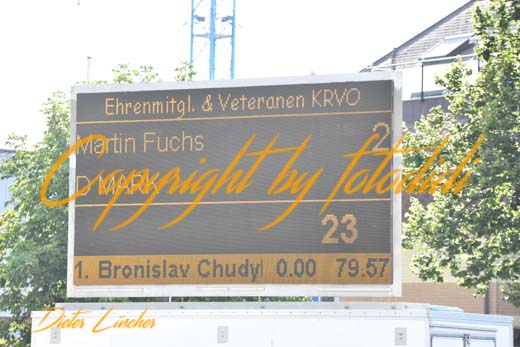 Ehrenmitgl. & Veteranen KRVO
Martin Fuchs 2
D MARK
Copyright by fotodidi
23
1. Bronislav Chudy 0.00 79.57
Dieter Lüscher